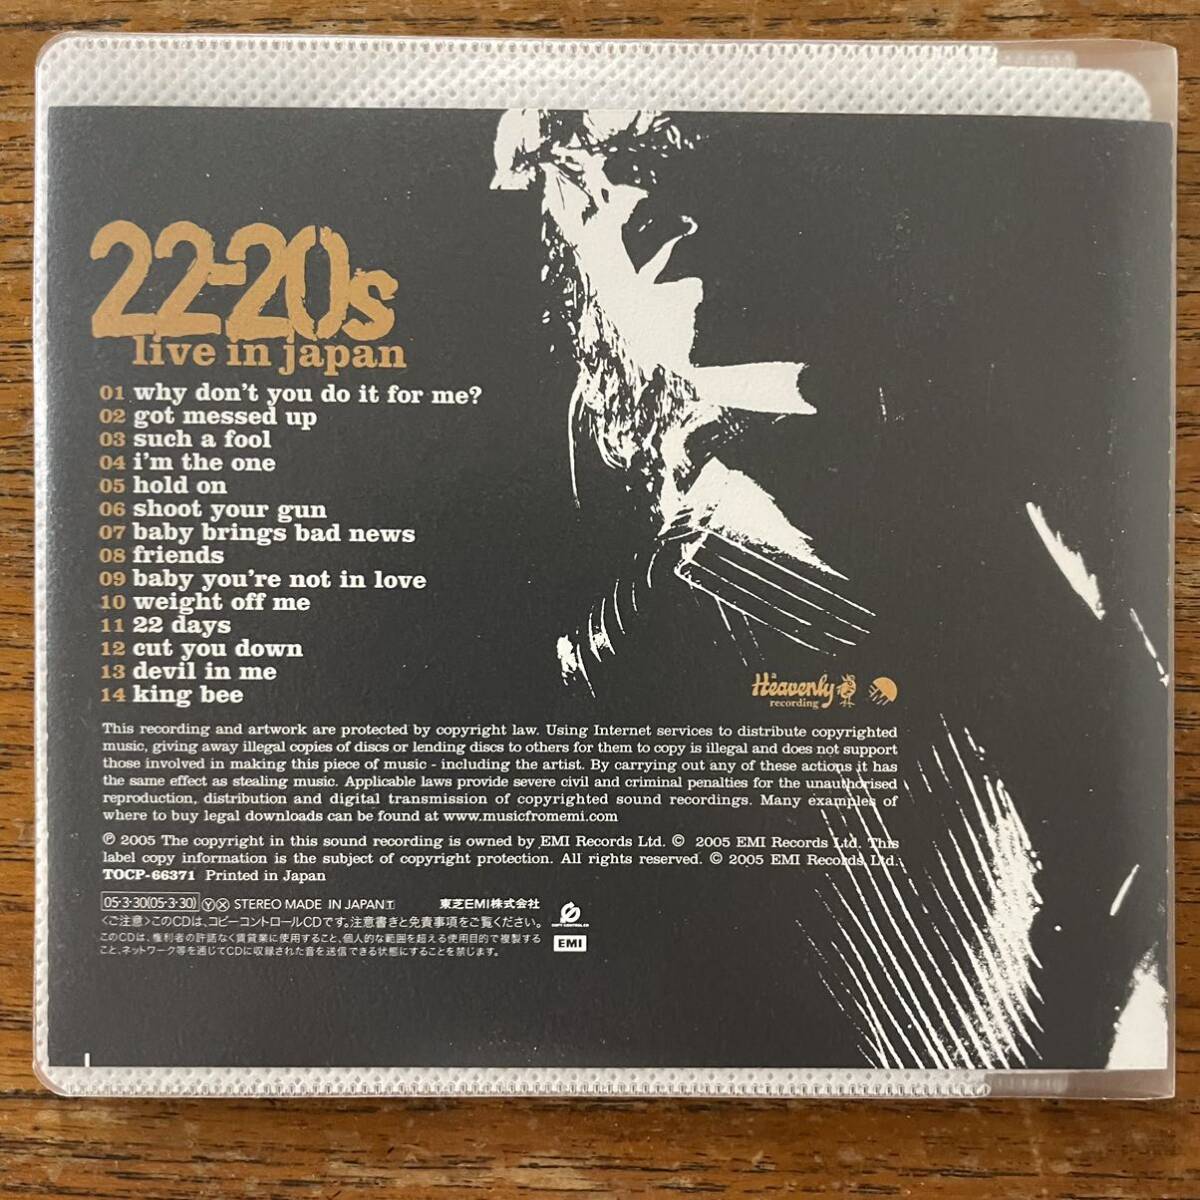 22-20s
live in japan
01 why don't you do it for me?
02 got messed up
03 such a fool
04 i'm the one
05 hold on
06 shoot your gun
07 baby brings bad news
08 friends
09 baby you're not in love
10 weight off me
11 22 days
12 cut you down
13 devil in me
14 king bee
Heavenly
recording
This recording and artwork are protected by copyright law. Using Internet services to distribute copyrighted
music, giving away illegal copies of discs or lending discs to others for them to copy is illegal and does not support
those involved in making this piece of music - including the artist. By carrying out any of these actions it has
the same effect as stealing music. Applicable laws provide severe civil and criminal penalties for the unauthorised
reproduction, distribution and digital transmission of copyrighted sound recordings. Many examples of
where to buy legal downloads can be found at www.musicfromemi.com
℗ 2005 The copyright in this sound recording is owned by EMI Records Ltd. © 2005 EMI Records Ltd. This
label copy information is the subject of copyright protection. All rights reserved. © 2005 EMI Records Ltd.
TOCP-66371 Printed in Japan
05·3·30(05·3·30) Ⓨ STEREO MADE IN JAPAN 東芝EMI株式会社
<ご注意>このCDは、コピーコントロールCDです。注意書きと免責事項をご覧ください。
このCDは、権利者の許諾なく賃貸業に使用すること、個人的な範囲を超える使用目的で複製する
こと、ネットワーク等を通じてCDに収録された音を送信できる状態にすることを禁じます。
COPY CONTROL CD
EMI